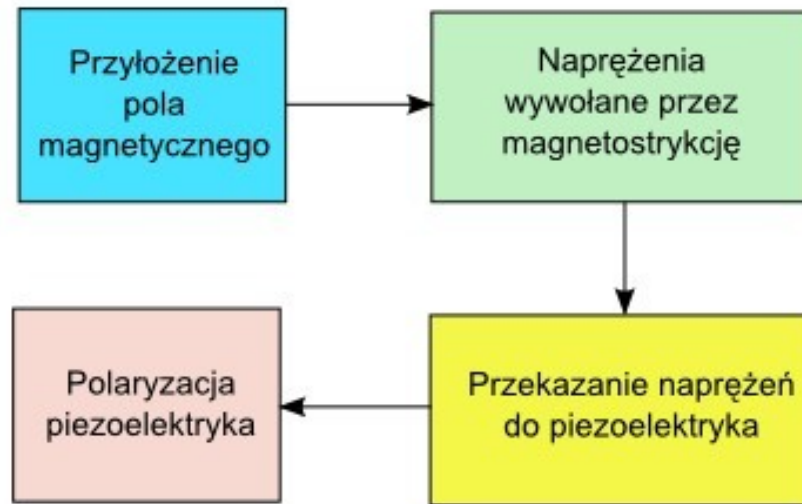 Przyłożenie
pola
magnetycznego
Naprężenia
wywołane przez
magnetostrykcję
Przekazanie naprężeń
do piezoelektryka
Polaryzacja
piezoelektryka